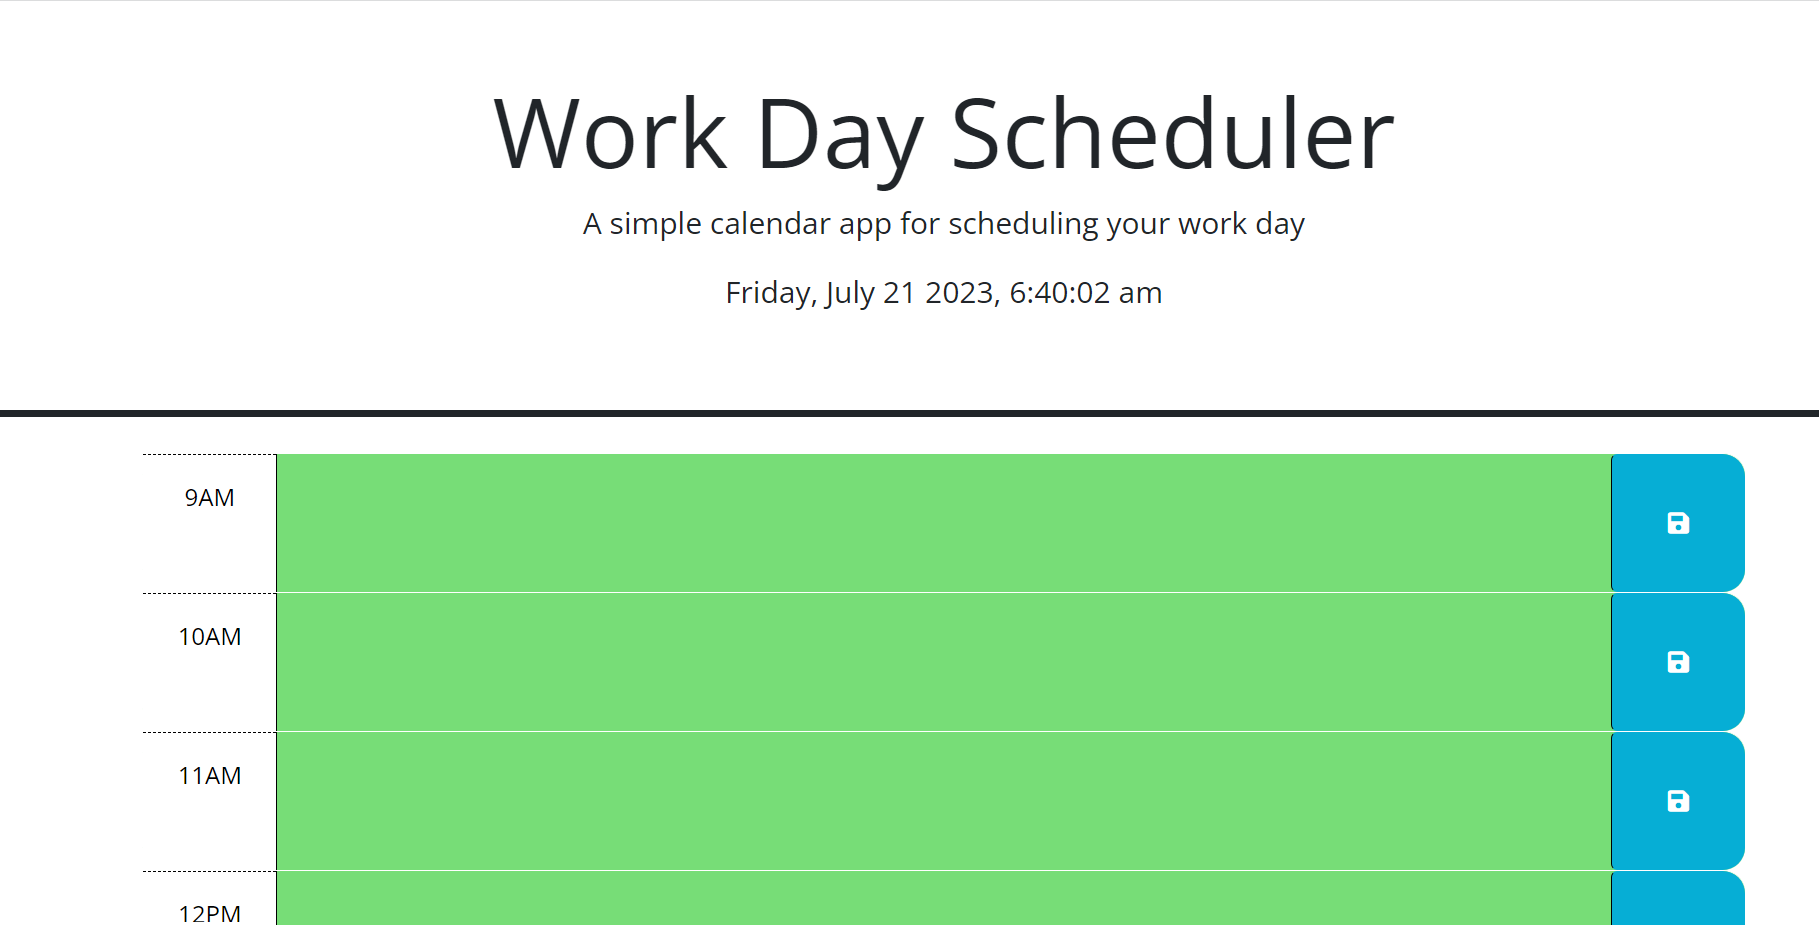 Work Day Scheduler
A simple calendar app for scheduling your work day
Friday, July 21 2023, 6:40:02 am
9AM
10AM
11AM
12PM